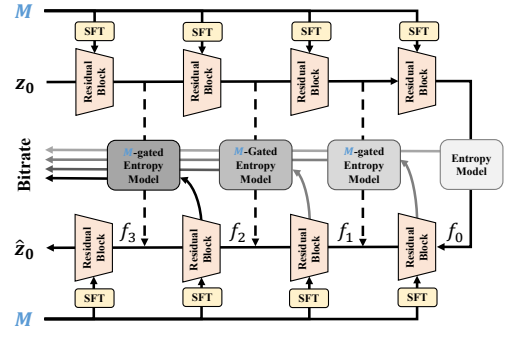 M
SFT SFT SFT SFT
z₀
Residual Block
Residual Block
Residual Block
Residual Block
Bitrate
M-gated
Entropy
Model
M-Gated
Entropy
Model
M-gated
Entropy
Model
Entropy
Model
ẑ₀
f₃ f₂ f₁ f₀
Residual Block
Residual Block
Residual Block
Residual Block
SFT SFT SFT SFT
M